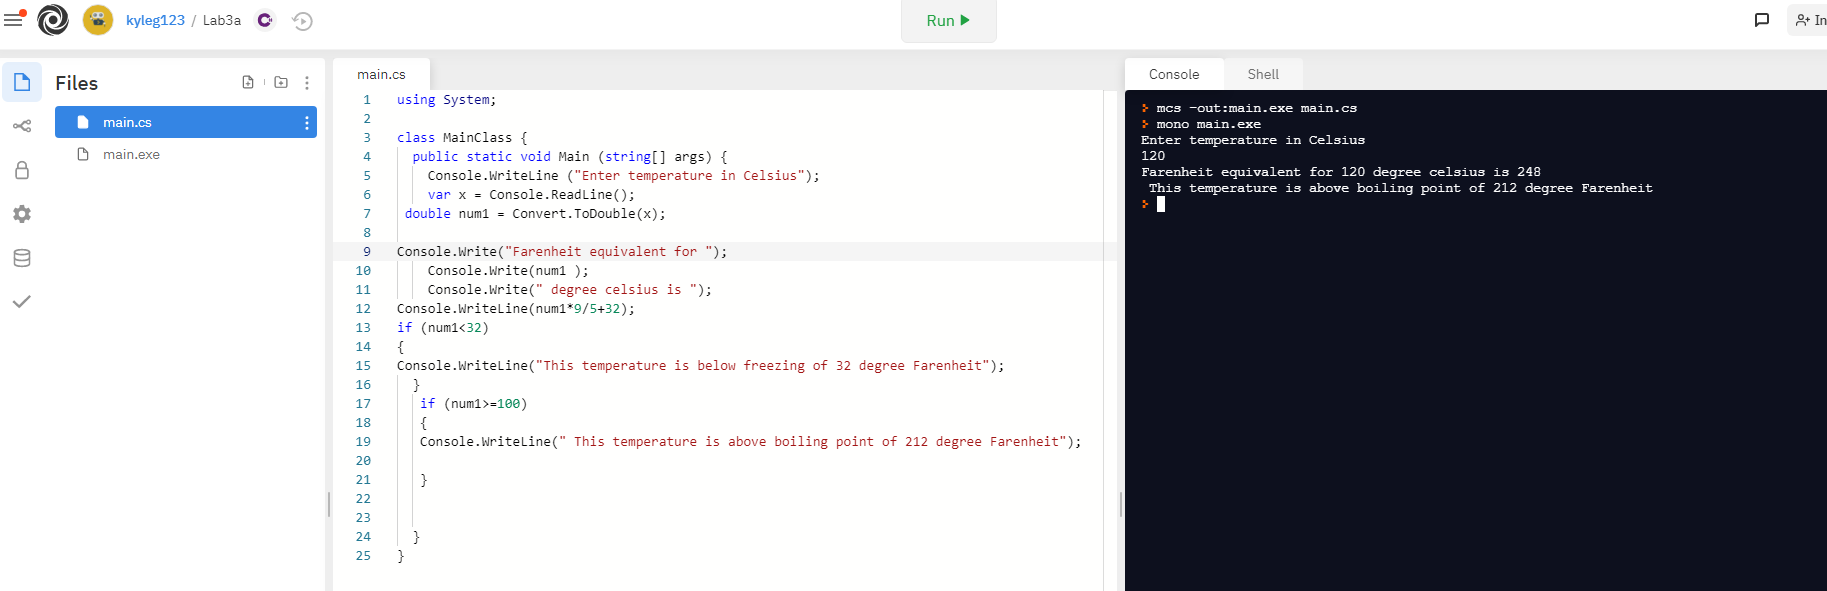 kyleg123 / Lab3a
Run
In
Files
main.cs
main.exe
main.cs
1 using System;
2
3 class MainClass {
4 public static void Main (string[] args) {
5 Console.WriteLine ("Enter temperature in Celsius");
6 var x = Console.ReadLine();
7 double num1 = Convert.ToDouble(x);
8
9 Console.Write("Farenheit equivalent for ");
10 Console.Write(num1 );
11 Console.Write(" degree celsius is ");
12 Console.WriteLine(num1*9/5+32);
13 if (num1<32)
14 {
15 Console.WriteLine("This temperature is below freezing of 32 degree Farenheit");
16 }
17 if (num1>=100)
18 {
19 Console.WriteLine(" This temperature is above boiling point of 212 degree Farenheit");
20
21 }
22
23
24 }
25 }
Console Shell
> mcs -out:main.exe main.cs
> mono main.exe
Enter temperature in Celsius
120
Farenheit equivalent for 120 degree celsius is 248
This temperature is above boiling point of 212 degree Farenheit
>